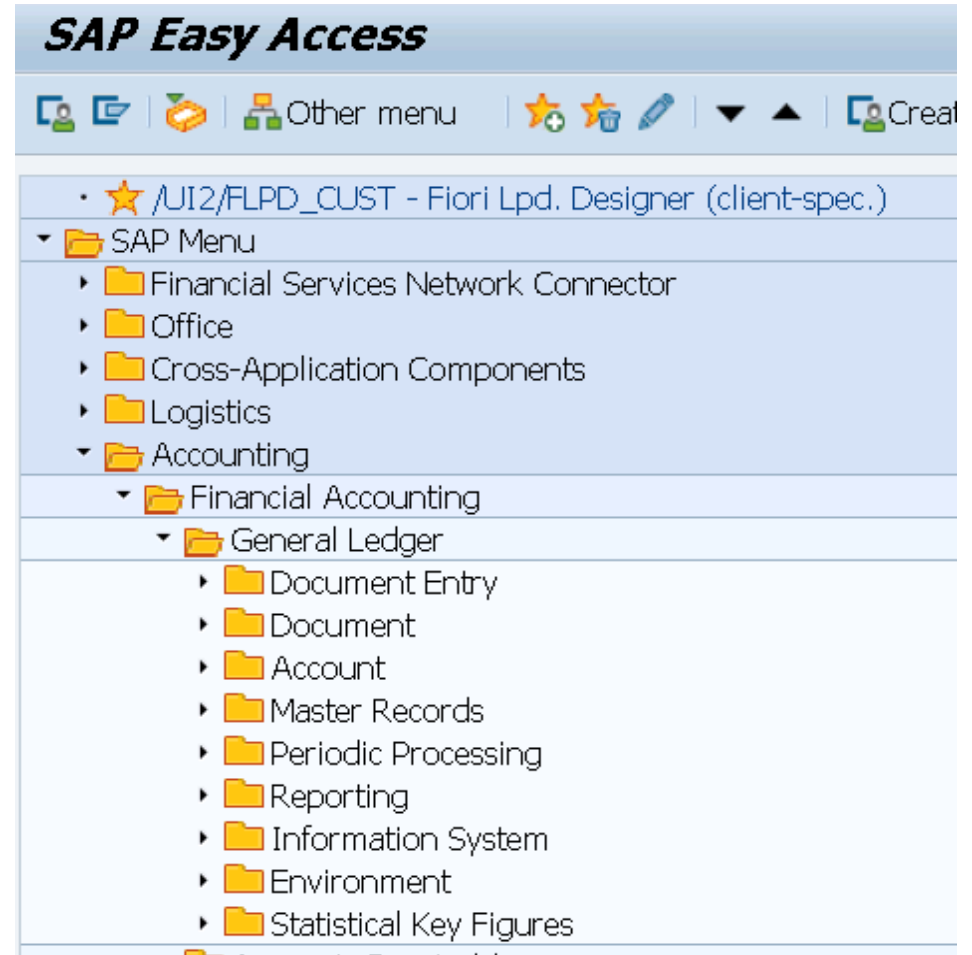 SAP Easy Access
Other menu Creat
/UI2/FLPD_CUST - Fiori Lpd. Designer (client-spec.)
SAP Menu
Financial Services Network Connector
Office
Cross-Application Components
Logistics
Accounting
Financial Accounting
General Ledger
Document Entry
Document
Account
Master Records
Periodic Processing
Reporting
Information System
Environment
Statistical Key Figures